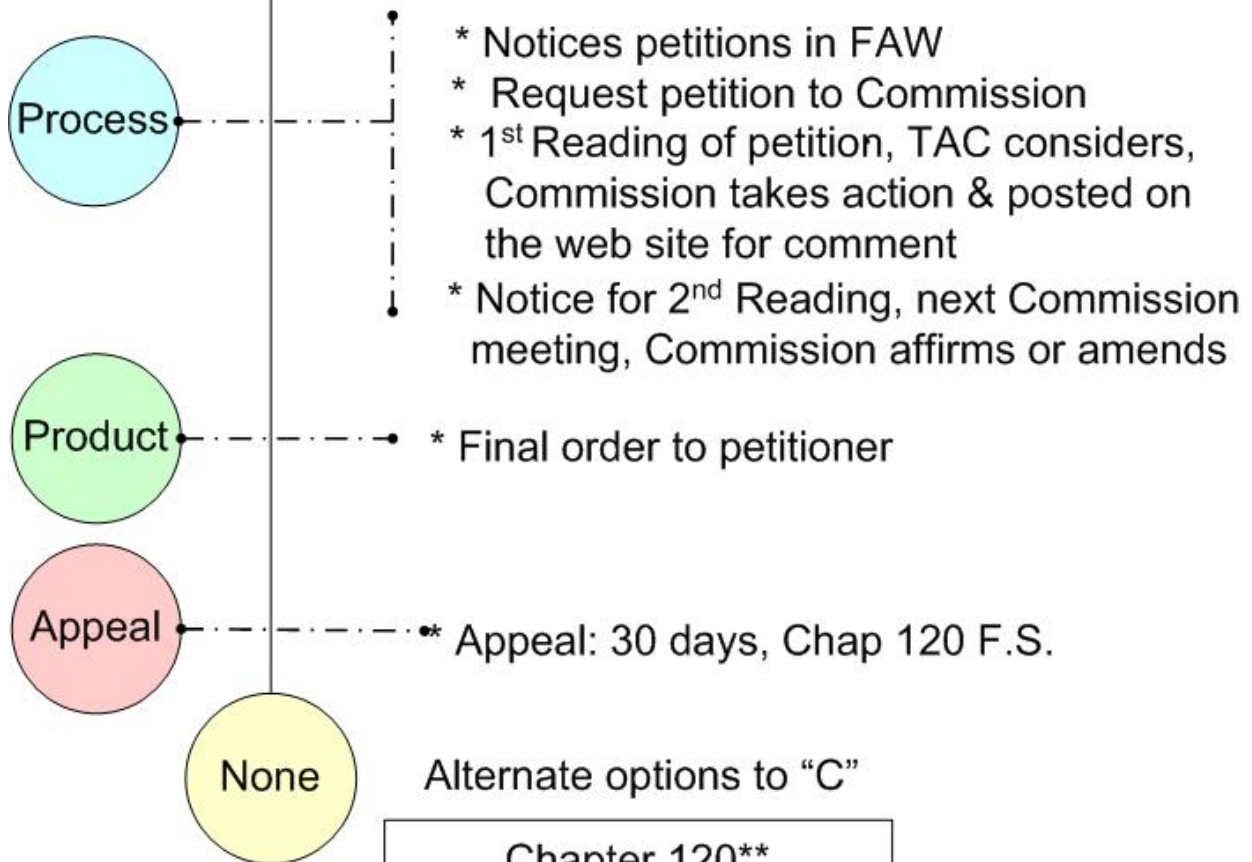 Process
* Notices petitions in FAW
* Request petition to Commission
* 1st Reading of petition, TAC considers,
Commission takes action & posted on
the web site for comment
* Notice for 2nd Reading, next Commission
meeting, Commission affirms or amends
Product
* Final order to petitioner
Appeal
* Appeal: 30 days, Chap 120 F.S.
None
Alternate options to “C”
Chapter 120**